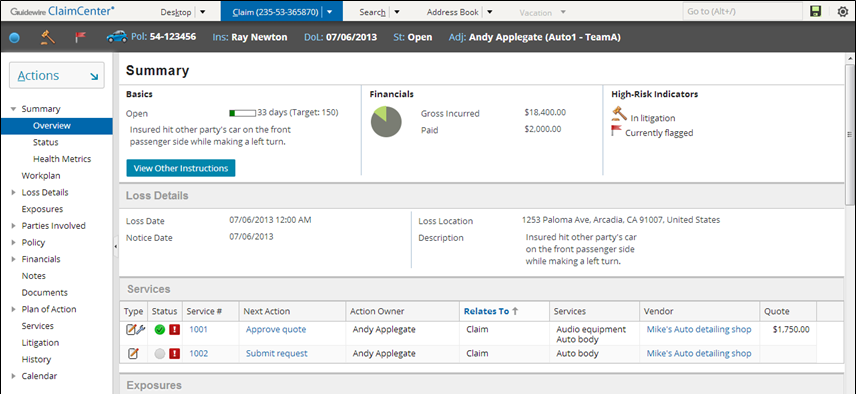 Guidewire ClaimCenter® Desktop Claim (235-53-365870) Search Address Book Vacation Go to (Alt+/)
Pol: 54-123456 Ins: Ray Newton DoL: 07/06/2013 St: Open Adj: Andy Applegate (Auto1 - TeamA)
Actions
Summary
Overview
Status
Health Metrics
Workplan
Loss Details
Exposures
Parties Involved
Policy
Financials
Notes
Documents
Plan of Action
Services
Litigation
History
Calendar
Summary
Basics
Open 33 days (Target: 150)
Insured hit other party's car on the front
passenger side while making a left turn.
View Other Instructions
Financials
Gross Incurred $18,400.00
Paid $2,000.00
High-Risk Indicators
In litigation
Currently flagged
Loss Details
Loss Date 07/06/2013 12:00 AM
Notice Date 07/06/2013
Loss Location 1253 Paloma Ave, Arcadia, CA 91007, United States
Description Insured hit other party's car
on the front passenger side
while making a left turn.
Services
Type Status Service # Next Action Action Owner Relates To Services Vendor Quote
1001 Approve quote Andy Applegate Claim Audio equipment Mike's Auto detailing shop $1,750.00
Auto body
1002 Submit request Andy Applegate Claim Auto body Mike's Auto detailing shop
Exposures